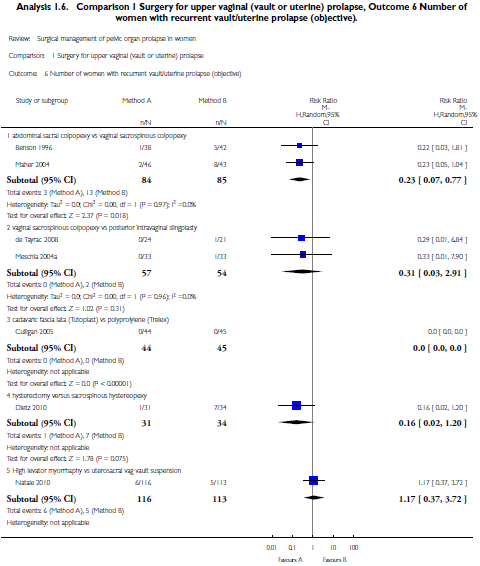 Analysis 1.6. Comparison 1 Surgery for upper vaginal (vault or uterine) prolapse, Outcome 6 Number of
women with recurrent vault/uterine prolapse (objective).
Review: Surgical management of pelvic organ prolapse in women
Comparison: 1 Surgery for upper vaginal (vault or uterine) prolapse
Outcome: 6 Number of women with recurrent vault/uterine prolapse (objective)
Study or subgroup Method A Method B Risk Ratio Risk Ratio
M- M-
n/N n/N H,Random,95% CI H,Random,95% CI
1 abdominal sacral colpopexy vs vaginal sacrospinous colpopexy
Benson 1996 1/38 5/42 0.22 [ 0.03, 1.81 ]
Maher 2004 2/46 8/43 0.23 [ 0.05, 1.04 ]
Subtotal (95% CI) 84 85 0.23 [ 0.07, 0.77 ]
Total events: 3 (Method A), 13 (Method B)
Heterogeneity: Tau² = 0.0; Chi² = 0.00, df = 1 (P = 0.97); I² =0.0%
Test for overall effect: Z = 2.37 (P = 0.018)
2 vaginal sacrospinous colpopexy vs posterior intravaginal slingplasty
de Tayrac 2008 0/24 1/21 0.29 [ 0.01, 6.84 ]
Meschia 2004a 0/33 1/33 0.33 [ 0.01, 7.90 ]
Subtotal (95% CI) 57 54 0.31 [ 0.03, 2.91 ]
Total events: 0 (Method A), 2 (Method B)
Heterogeneity: Tau² = 0.0; Chi² = 0.00, df = 1 (P = 0.96); I² =0.0%
Test for overall effect: Z = 1.02 (P = 0.31)
3 cadavaric fascia lata (Tutoplast) vs polyprolylene (Trelex)
Culligan 2005 0/44 0/45 0.0 [ 0.0, 0.0 ]
Subtotal (95% CI) 44 45 0.0 [ 0.0, 0.0 ]
Total events: 0 (Method A), 0 (Method B)
Heterogeneity: not applicable
Test for overall effect: Z = 0.0 (P < 0.00001)
4 hysterectomy versus sacrospinous hystereopexy
Dietz 2010 1/31 7/34 0.16 [ 0.02, 1.20 ]
Subtotal (95% CI) 31 34 0.16 [ 0.02, 1.20 ]
Total events: 1 (Method A), 7 (Method B)
Heterogeneity: not applicable
Test for overall effect: Z = 1.78 (P = 0.075)
5 High levator myorrhaphy vs uterosacral vag vault suspension
Natale 2010 6/116 5/113 1.17 [ 0.37, 3.72 ]
Subtotal (95% CI) 116 113 1.17 [ 0.37, 3.72 ]
Total events: 6 (Method A), 5 (Method B)
Heterogeneity: not applicable
0.01 0.1 1 10 100
Favours A Favours B